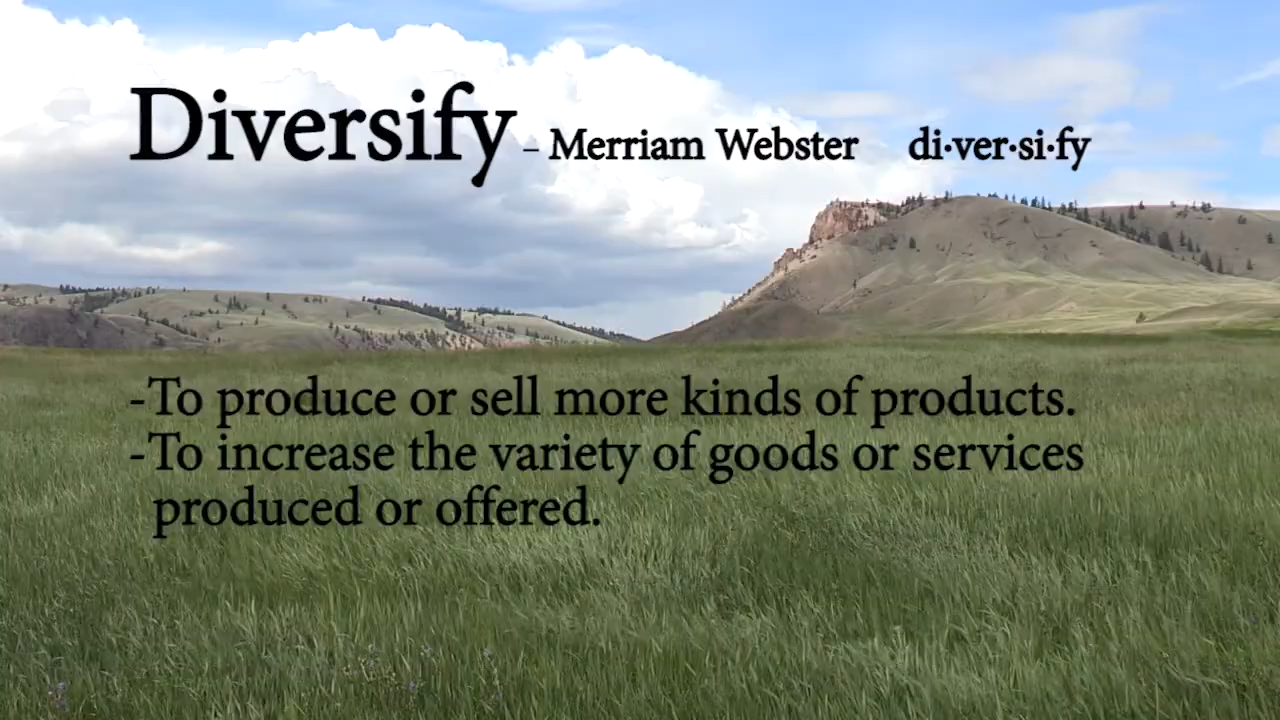 Diversify – Merriam Webster di·ver·si·fy
-To produce or sell more kinds of products.
-To increase the variety of goods or services
produced or offered.